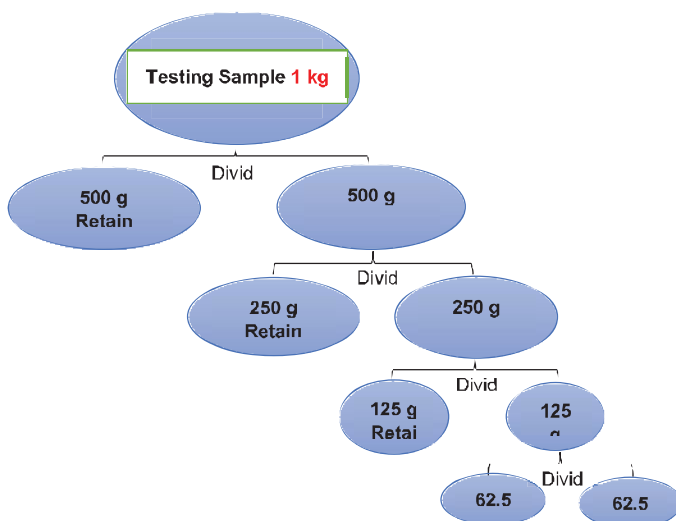 Testing Sample 1 kg
Divid
500 g
Retain
500 g
Divid
250 g
Retain
250 g
Divid
125 g
Retai
125
Divid
62.5
62.5